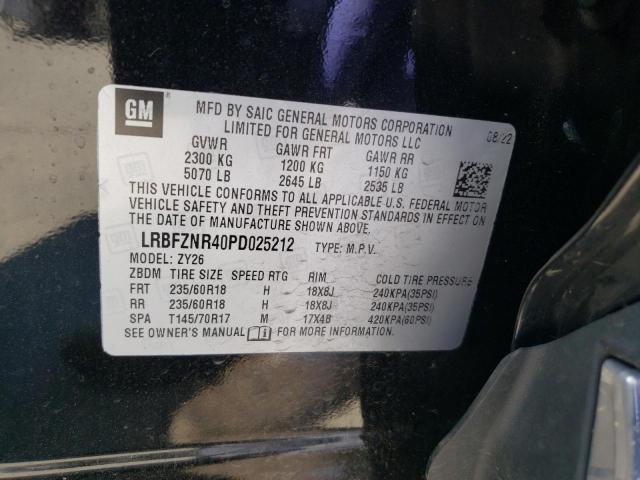 GM
MFD BY SAIC GENERAL MOTORS CORPORATION
LIMITED FOR GENERAL MOTORS LLC
08/22
GVWR GAWR FRT GAWR RR
2300 KG 1200 KG 1150 KG
5070 LB 2645 LB 2535 LB
THIS VEHICLE CONFORMS TO ALL APPLICABLE U.S. FEDERAL MOTOR
VEHICLE SAFETY AND THEFT PREVENTION STANDARDS IN EFFECT ON
THE DATE OF MANUFACTURE SHOWN ABOVE.
LRBFZNR40PD025212 TYPE: M.P.V.
MODEL: ZY26
ZBDM TIRE SIZE SPEED RTG RIM COLD TIRE PRESSURE
FRT 235/60R18 H 18X8J 240KPA(35PSI)
RR 235/60R18 H 18X8J 240KPA(35PSI)
SPA T145/70R17 M 17X4B 420KPA(60PSI)
SEE OWNER'S MANUAL FOR MORE INFORMATION.